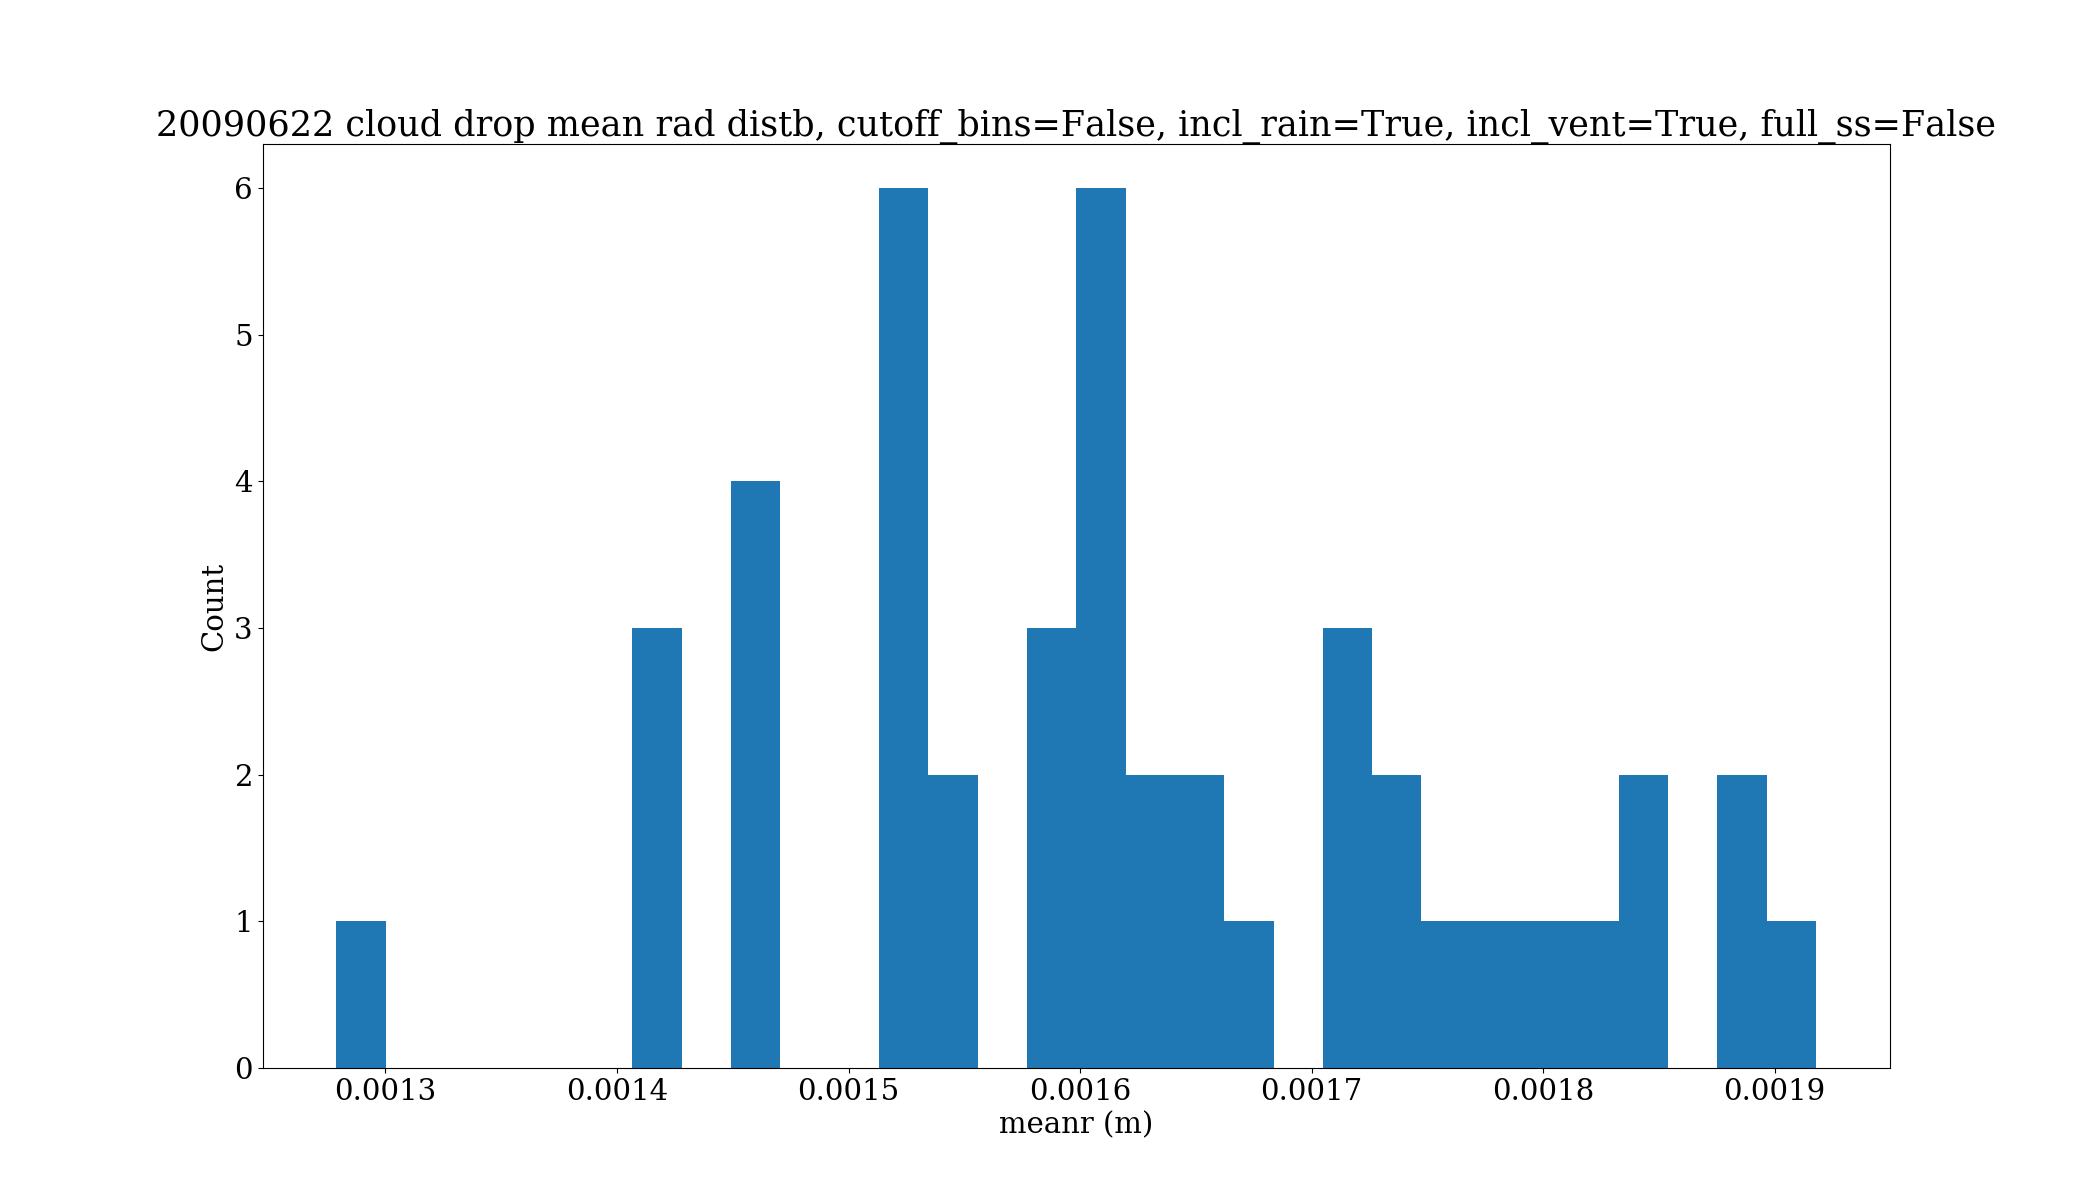 20090622 cloud drop mean rad distb, cutoff_bins=False, incl_rain=True, incl_vent=True, full_ss=False
6
5
4
3
2
1
0
Count
0.0013 0.0014 0.0015 0.0016 0.0017 0.0018 0.0019
meanr (m)